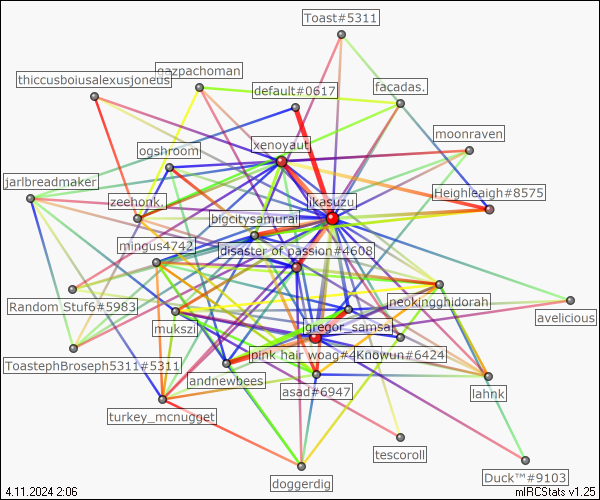 Toast#5311
gazpachoman
thiccusboiusalexusjoneus
default#0617
facadas.
moonraven
xenoyaut
ogshroom
jarlbreadmaker
Heighleaigh#8575
zeehonk.
ikasuzu
bigcitysamurai
mingus4742
disaster of passion#4608
Random Stuf6#5983
neokingghidorah
avelicious
mukszil
gregor_samsa
ToastephBroseph5311#5311
pink hair woag#4
Knowun#6424
andnewbees
asad#6947
lahnk
turkey_mcnugget
tescoroll
doggerdig
Duck™#9103
4.11.2024 2:06
mIRCStats v1.25